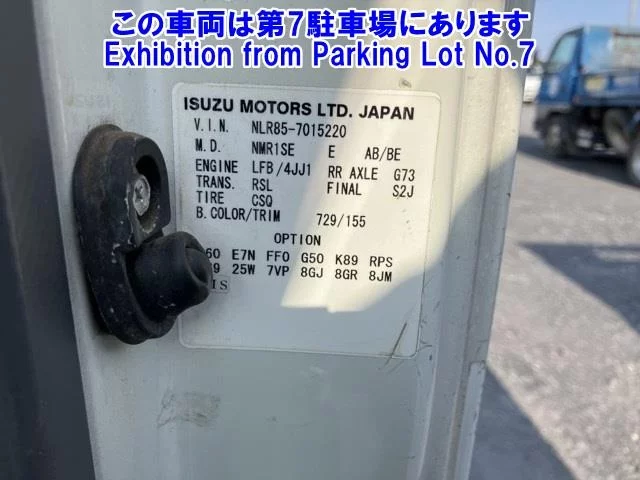 この車両は第7駐車場にあります
Exhibition from Parking Lot No.7
ISUZU MOTORS LTD. JAPAN
V.I.N. NLR85-7015220
M.D. NMR1SE E AB/BE
ENGINE LFB/4JJ1 RR AXLE G73
TRANS. RSL FINAL S2J
TIRE CSQ
B.COLOR/TRIM 729/155
OPTION
60 E7N FF0 G50 K89 RPS
9 25W 7VP 8GJ 8GR 8JM
IS